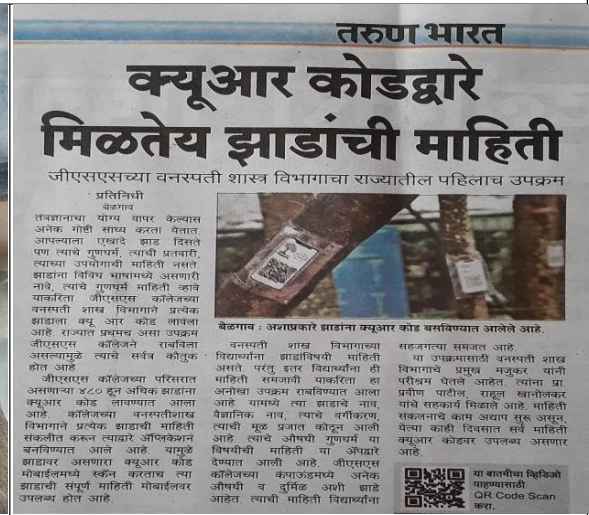 तरुण भारत
क्यूआर कोडद्वारे
मिळतेय झाडांची माहिती
जीएसएसच्या वनस्पती शास्त्र विभागाचा राज्यातील पहिलाच उपक्रम
प्रतिनिधी
बेळगाव
तंत्रज्ञानाचा योग्य वापर केल्यास
अनेक गोष्टी साध्य करता येतात.
आपल्याला एखादे झाड दिसते
पण त्याचे गुणधर्म, त्याची प्रतवारी,
त्याच्या उपयोगाची माहिती नसते.
झाडांना विविध भाषांमध्ये असणारी
नावे, त्यांचे गुणधर्म माहिती व्हावे
याकरिता जीएसएस कॉलेजच्या
वनस्पती शास्त्र विभागाने प्रत्येक
झाडाला क्यू आर कोड लावला
आहे. राज्यात प्रथमच असा उपक्रम
जीएसएस कॉलेजने राबविला
असल्यामुळे त्याचे सर्वत्र कौतुक
होत आहे.
जीएसएस कॉलेजच्या परिसरात
असणाऱ्या ४८० हून अधिक झाडांना
क्यूआर कोड लावण्यात आला
आहे. कॉलेजच्या वनस्पतीशास्त्र
विभागाने प्रत्येक झाडाची माहिती
संकलीत करून त्याद्वारे ॲप्लिकेशन
बनविण्यात आले आहे. यामुळे
झाडावर असणारा क्यूआर कोड
मोबाईलमध्ये स्कॅन करताच त्या
झाडाची संपूर्ण माहिती मोबाईलवर
उपलब्ध होत आहे.
बेळगाव : अशाप्रकारे झाडांना क्यूआर कोड बसविण्यात आलेले आहे.
वनस्पती शास्त्र विभागाच्या
विद्यार्थ्यांना झाडांविषयी माहिती
असते. परंतु इतर विद्यार्थ्यांना ही
माहिती समजावी याकरिता हा
अनोखा उपक्रम राबविण्यात आला
आहे. यामध्ये त्या झाडाचे नाव,
वैज्ञानिक नाव, त्याचे वर्गीकरण,
त्याची मूळ प्रजात कोठून आली
आहे. त्याचे औषधी गुणधर्म या
विषयीची माहिती या ॲपद्वारे
देण्यात आली आहे. जीएसएस
कॉलेजच्या कंपाऊंडमध्ये अनेक
औषधी व दुर्मिळ अशी झाडे
आहेत. त्याची माहिती विद्यार्थ्यांना
सहजगत्या समजत आहे.
या उपक्रमासाठी वनस्पती शास्त्र
विभागाचे प्रमुख मजुकर यांनी
परीश्रम घेतले आहेत. त्यांना प्रा.
प्रवीण पाटील, राहूल खानोलकर
यांचे सहकार्य मिळाले आहे. माहिती
संकलनाचे काम अद्याप सुरू असून,
येत्या काही दिवसात सर्व माहिती
क्यूआर कोडवर उपलब्ध असणार
आहे.
या बातमीचा व्हिडिओ
पाहण्यासाठी
QR Code Scan
करा.